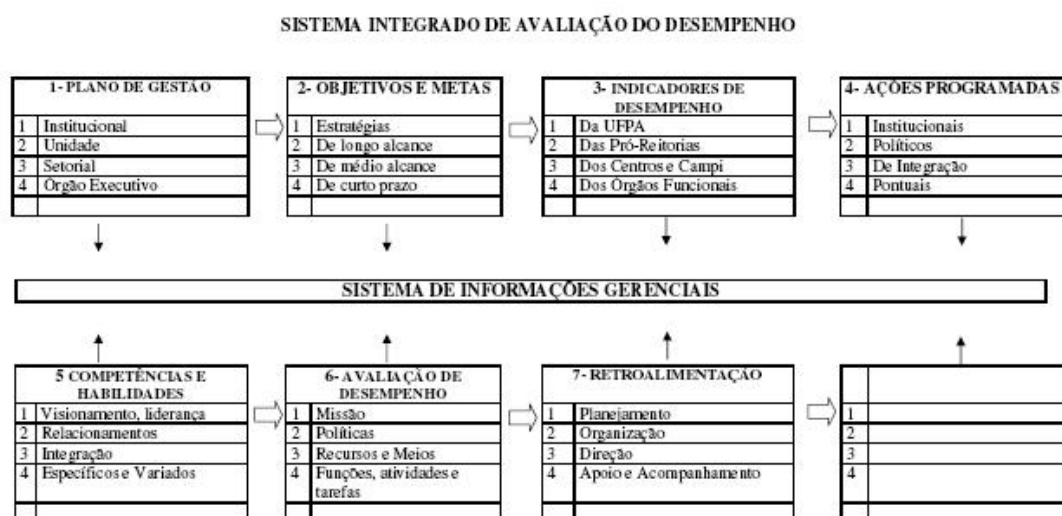 SISTEMA INTEGRADO DE AVALIAÇÃO DO DESEMPENHO
1- PLANO DE GESTÃO
1 Institucional
2 Unidade
3 Setorial
4 Órgão Executivo
2- OBJETIVOS E METAS
1 Estratégias
2 De longo alcance
3 De médio alcance
4 De curto prazo
3- INDICADORES DE
DESEMPENHO
1 Da UFPA
2 Das Pró-Reitorias
3 Dos Centros e Campi
4 Dos Órgãos Funcionais
4- AÇÕES PROGRAMADAS
1 Institucionais
2 Políticos
3 De Integração
4 Pontuais
SISTEMA DE INFORMAÇÕES GERENCIAIS
5 COMPETÊNCIAS E
HABILIDADES
1 Visionamento, liderança
2 Relacionamentos
3 Integração
4 Específicos e Variados
6- AVALIAÇÃO DE
DESEMPENHO
1 Missão
2 Políticas
3 Recursos e Meios
4 Funções, atividades e
tarefas
7- RETROALIMENTAÇÃO
1 Planejamento
2 Organização
3 Direção
4 Apoio e Acompanhamento
1
2
3
4